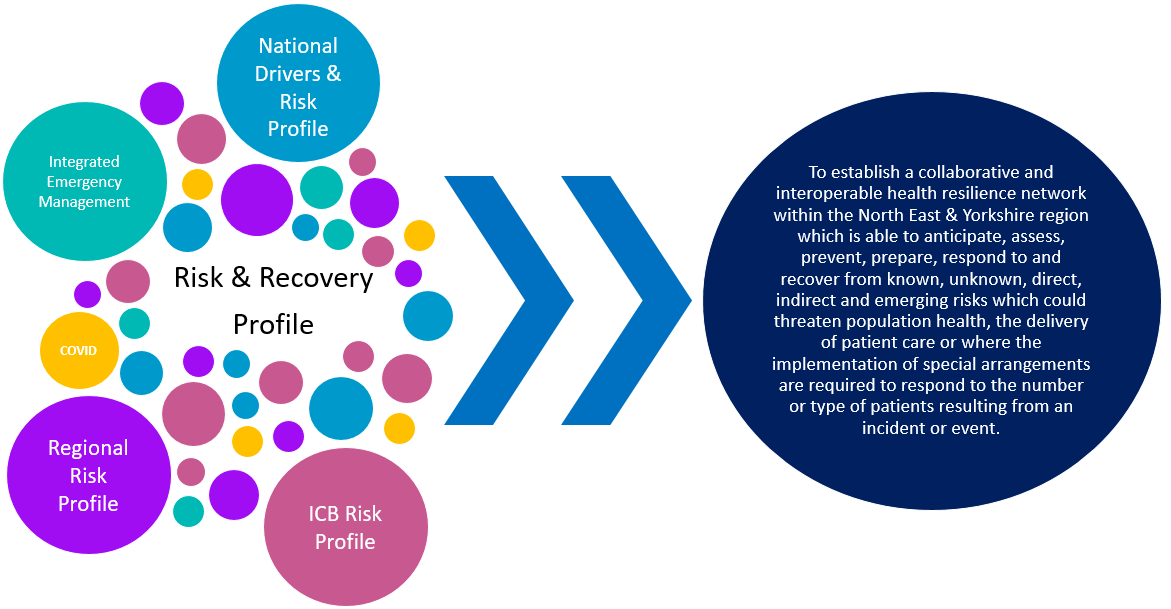 National
Drivers &
Risk
Profile
Integrated
Emergency
Management
Risk & Recovery
Profile
COVID
Regional
Risk
Profile
ICB Risk
Profile
To establish a collaborative and
interoperable health resilience network
within the North East & Yorkshire region
which is able to anticipate, assess,
prevent, prepare, respond to and
recover from known, unknown, direct,
indirect and emerging risks which could
threaten population health, the delivery
of patient care or where the
implementation of special arrangements
are required to respond to the number
or type of patients resulting from an
incident or event.